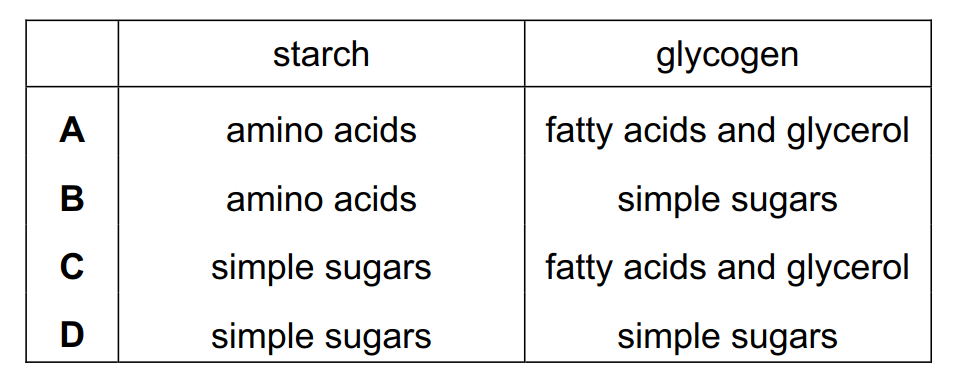 starch glycogen
A amino acids fatty acids and glycerol
B amino acids simple sugars
C simple sugars fatty acids and glycerol
D simple sugars simple sugars